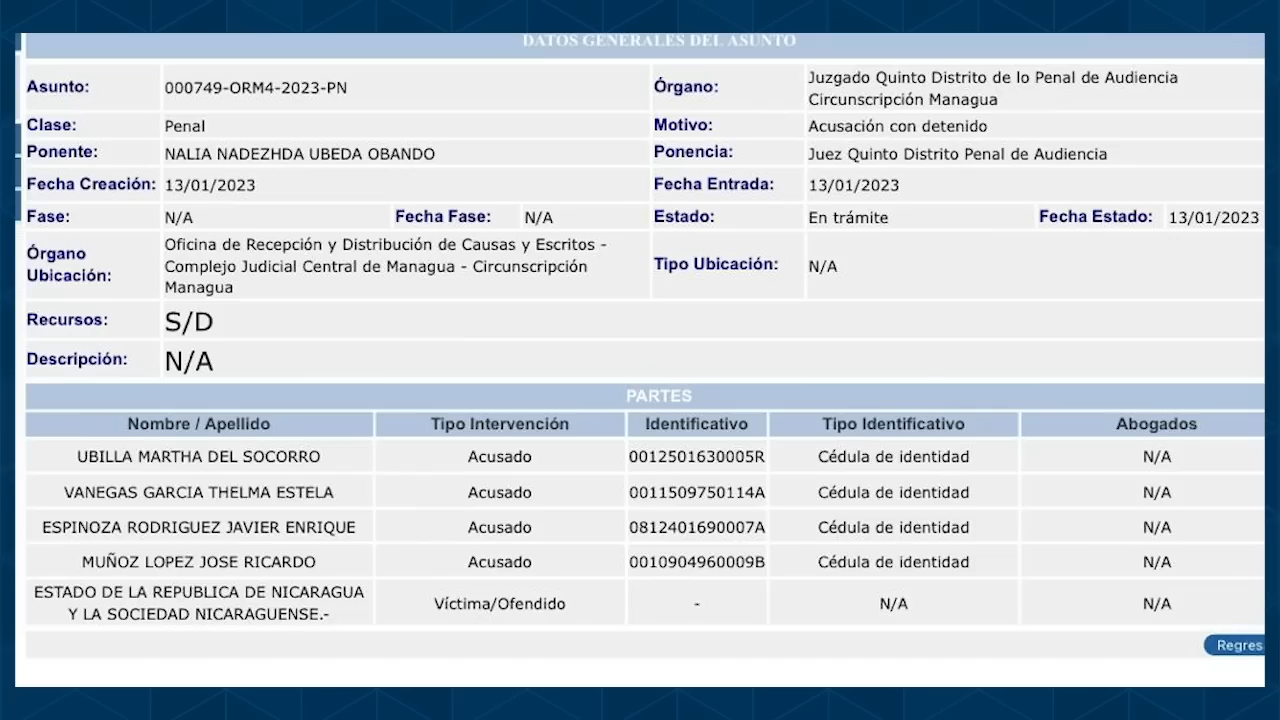 DATOS GENERALES DEL ASUNTO
Asunto: 000749-ORM4-2023-PN Órgano: Juzgado Quinto Distrito de lo Penal de Audiencia
Circunscripción Managua
Clase: Penal Motivo: Acusación con detenido
Ponente: NALIA NADEZHDA UBEDA OBANDO Ponencia: Juez Quinto Distrito Penal de Audiencia
Fecha Creación: 13/01/2023 Fecha Entrada: 13/01/2023
Fase: N/A Fecha Fase: N/A Estado: En trámite Fecha Estado: 13/01/2023
Órgano
Ubicación:
Oficina de Recepción y Distribución de Causas y Escritos -
Complejo Judicial Central de Managua - Circunscripción
Managua
Tipo Ubicación: N/A
Recursos: S/D
Descripción: N/A
PARTES
Nombre / Apellido Tipo Intervención Identificativo Tipo Identificativo Abogados
UBILLA MARTHA DEL SOCORRO Acusado 0012501630005R Cédula de identidad N/A
VANEGAS GARCIA THELMA ESTELA Acusado 0011509750114A Cédula de identidad N/A
ESPINOZA RODRIGUEZ JAVIER ENRIQUE Acusado 0812401690007A Cédula de identidad N/A
MUÑOZ LOPEZ JOSE RICARDO Acusado 0010904960009B Cédula de identidad N/A
ESTADO DE LA REPUBLICA DE NICARAGUA
Y LA SOCIEDAD NICARAGUENSE.-
Víctima/Ofendido - N/A N/A
Regres